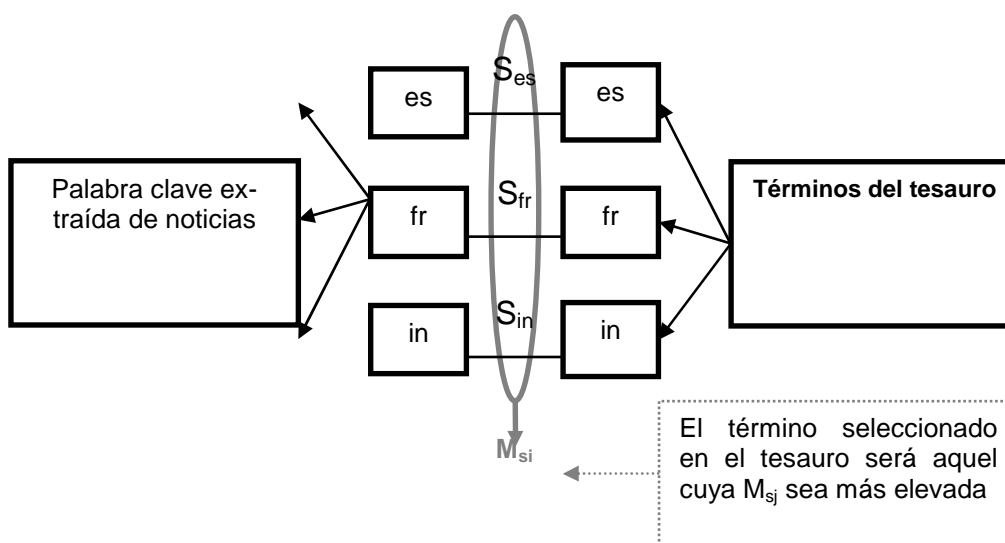 S_es
es
es
Palabra clave ex-
traída de noticias
S_fr
fr
fr
Términos del tesauro
S_in
in
in
M_si
El término seleccionado
en el tesauro será aquel
cuya M_sj sea más elevada